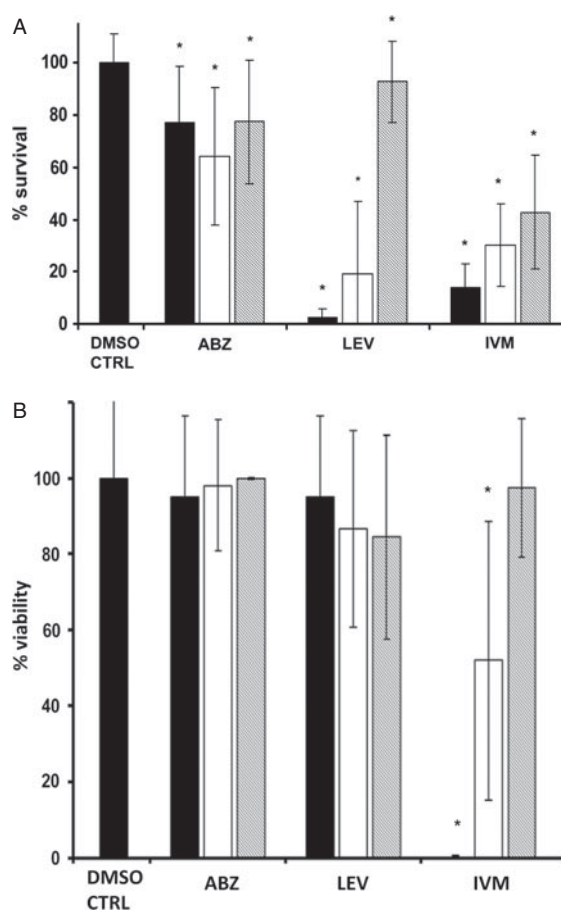 A
% survival
100
80
60
40
20
0
* * * * * * * * *
DMSO CTRL ABZ LEV IVM
B
% viability
100
80
60
40
20
0
* *
DMSO CTRL ABZ LEV IVM